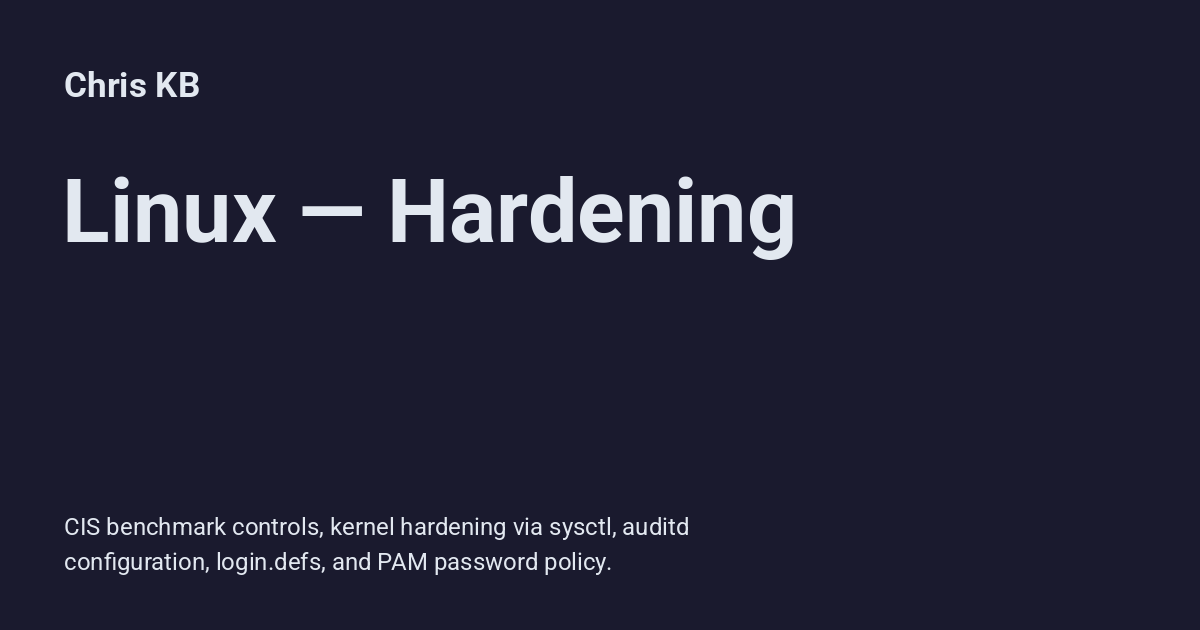 Chris KB
Linux — Hardening
CIS benchmark controls, kernel hardening via sysctl, auditd
configuration, login.defs, and PAM password policy.